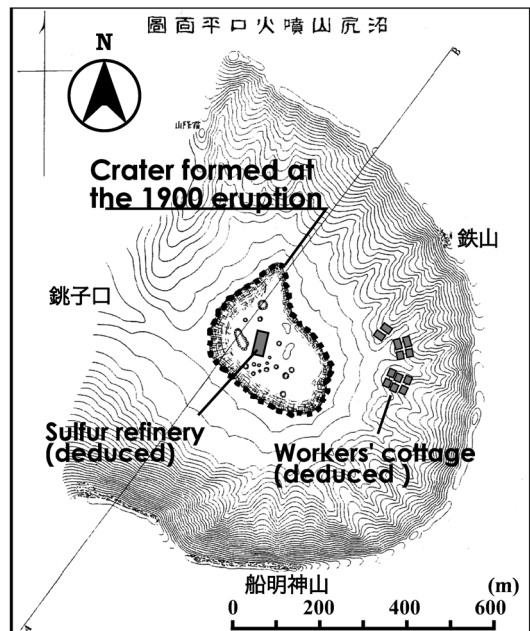 沼尻山噴火口平面圖
N
B
Crater formed at
the 1900 eruption
鉄山
銚子口
Sulfur refinery
(deduced)
Workers' cottage
(deduced )
船明神山
(m)
0 200 400 600
A